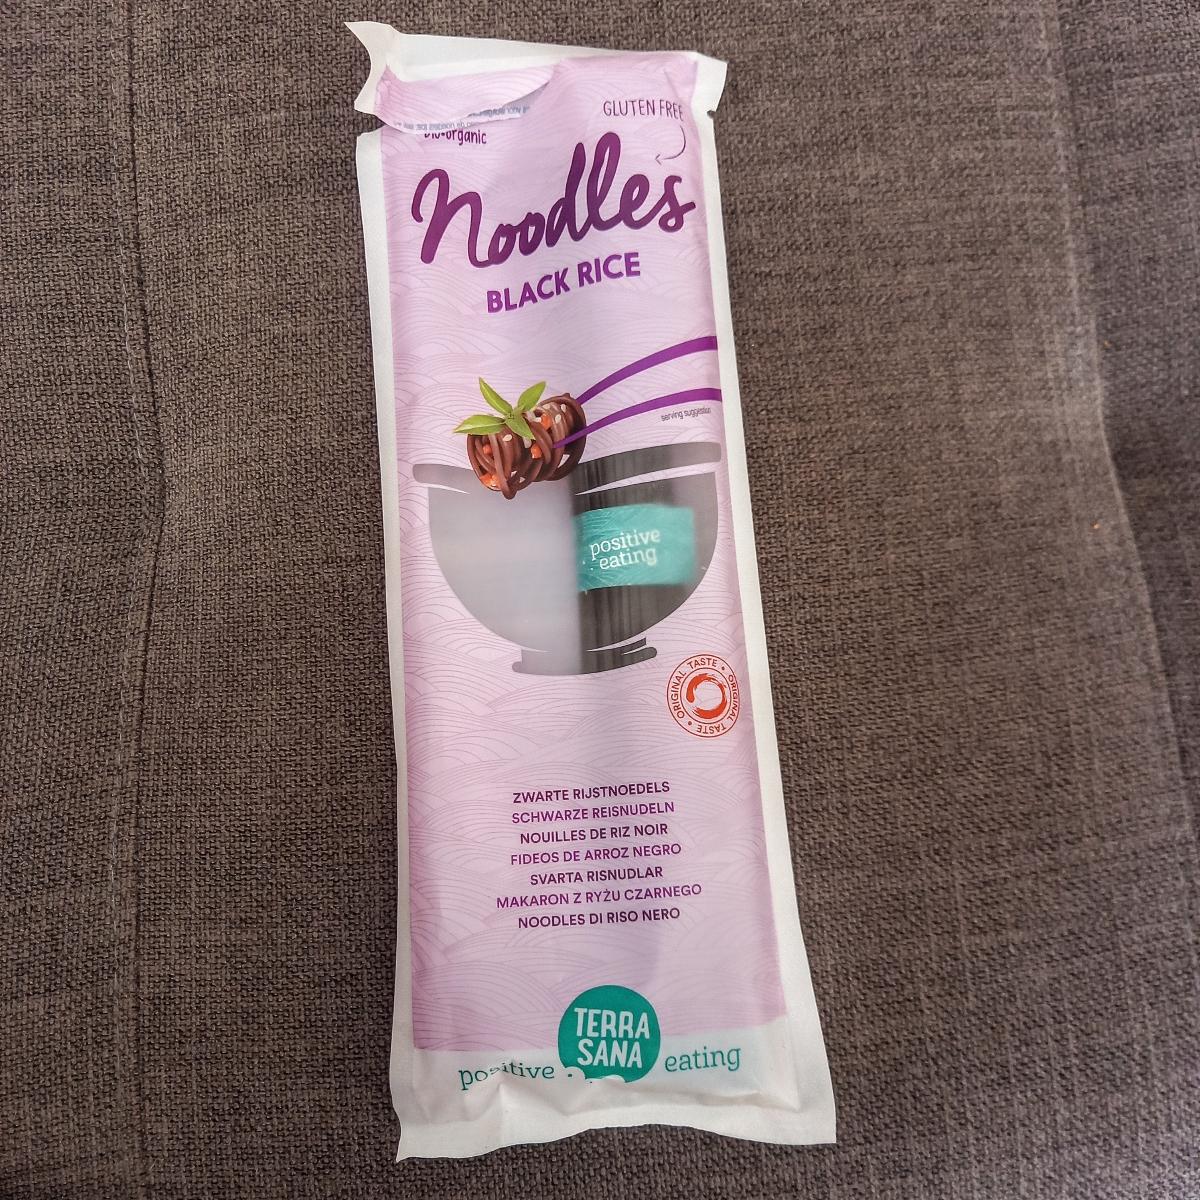 GLUTEN FREE
bio•organic
Noodles
BLACK RICE
serving suggestion
positive
eating
ORIGINAL TASTE • ORIGINAL TASTE •
ZWARTE RIJSTNOEDELS
SCHWARZE REISNUDELN
NOUILLES DE RIZ NOIR
FIDEOS DE ARROZ NEGRO
SVARTA RISNUDLAR
MAKARON Z RYŻU CZARNEGO
NOODLES DI RISO NERO
TERRA
SANA
positive eating